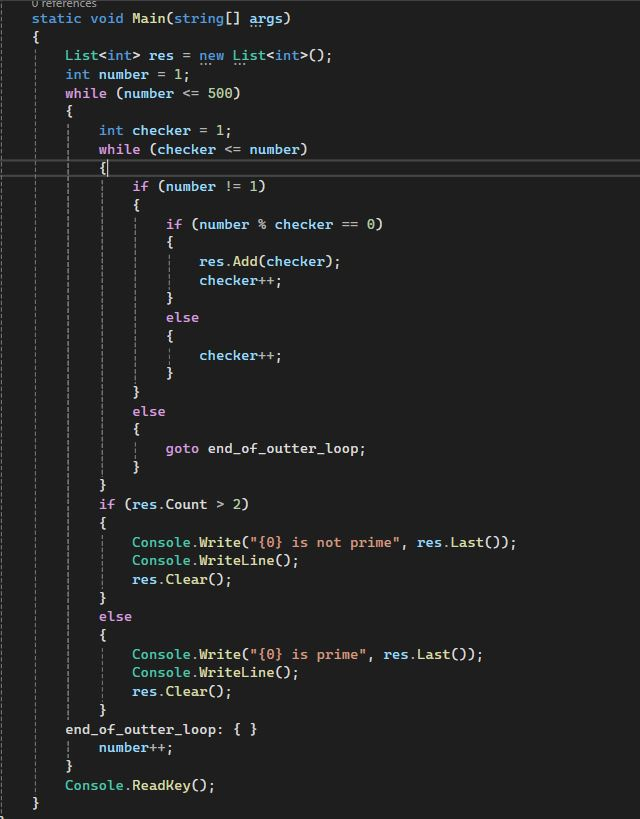 0 references
static void Main(string[] args)
{
List<int> res = new List<int>();
int number = 1;
while (number <= 500)
{
int checker = 1;
while (checker <= number)
{
if (number != 1)
{
if (number % checker == 0)
{
res.Add(checker);
checker++;
}
else
{
checker++;
}
}
else
{
goto end_of_outter_loop;
}
}
if (res.Count > 2)
{
Console.Write("{0} is not prime", res.Last());
Console.WriteLine();
res.Clear();
}
else
{
Console.Write("{0} is prime", res.Last());
Console.WriteLine();
res.Clear();
}
end_of_outter_loop: { }
number++;
}
Console.ReadKey();
}